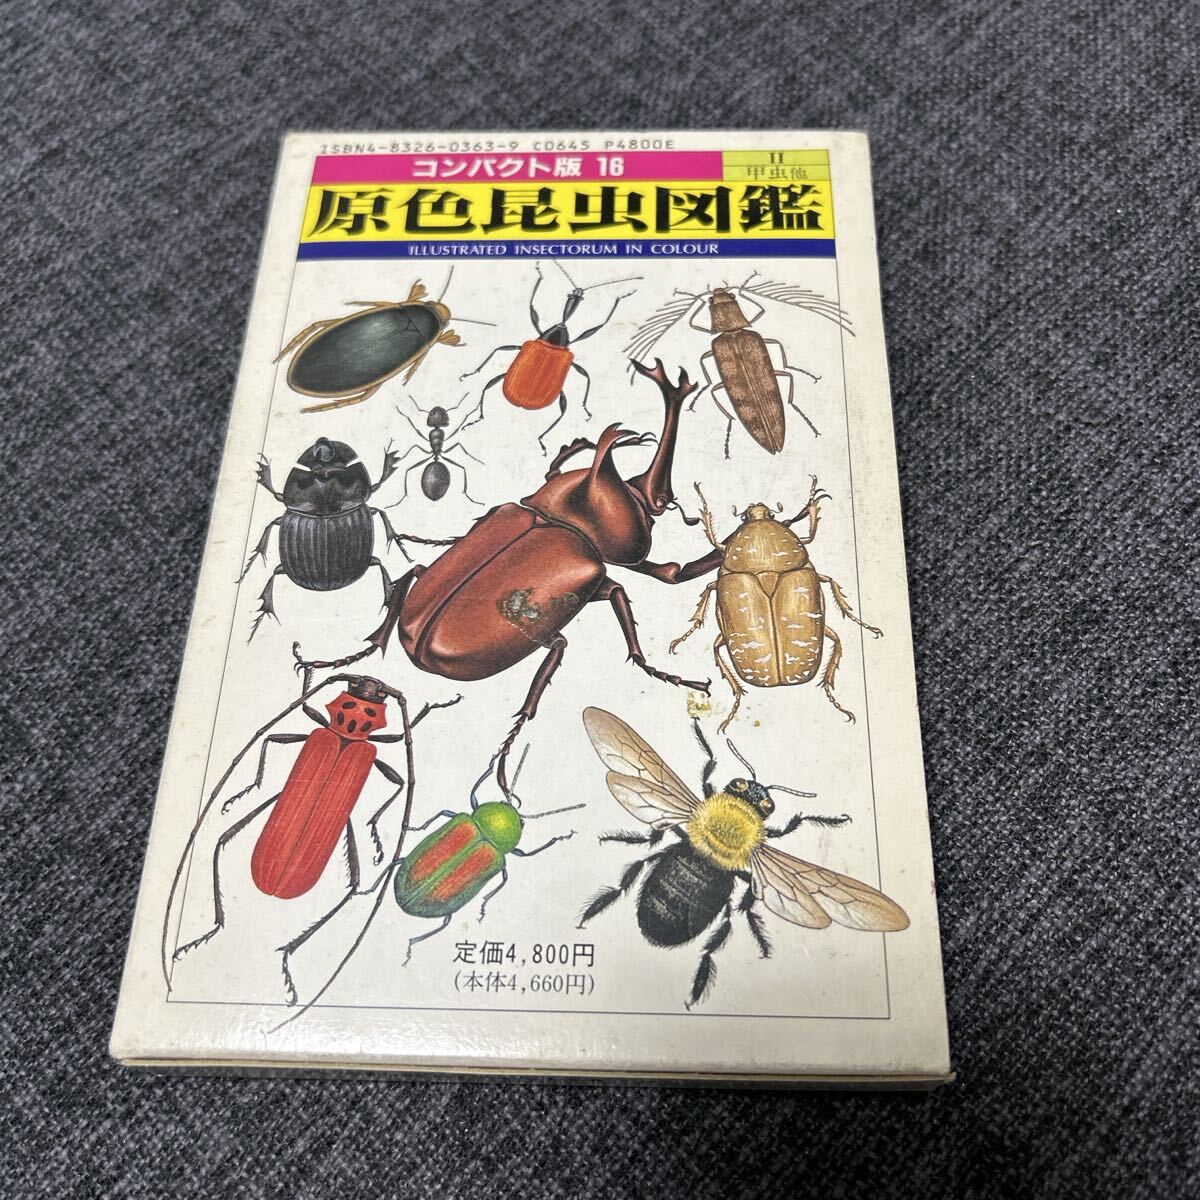 ISBN4-8326-0363-9 C0645 P4800E
コンパクト版 16
II
甲虫他
原色昆虫図鑑
ILLUSTRATED INSECTORUM IN COLOUR
定価4,800円
(本体4,660円)